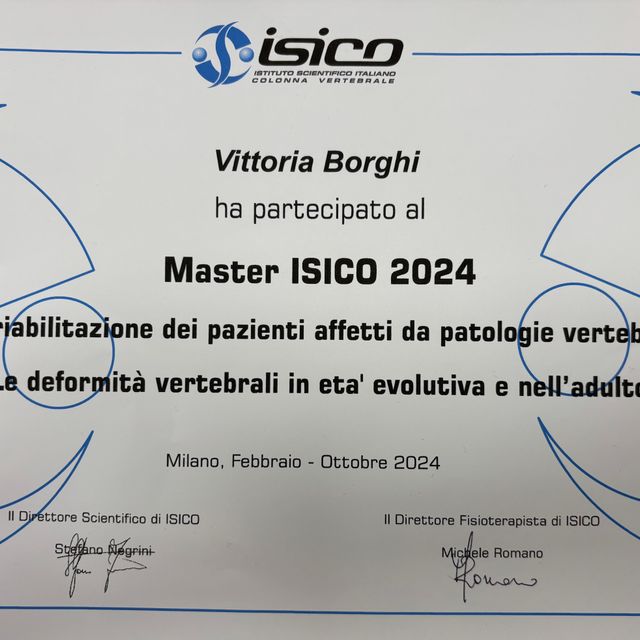 isico
ISTITUTO SCIENTIFICO ITALIANO
COLONNA VERTEBRALE
Vittoria Borghi
ha partecipato al
Master ISICO 2024
riabilitazione dei pazienti affetti da patologie verteb
Le deformità vertebrali in eta' evolutiva e nell'adulto
Milano, Febbraio - Ottobre 2024
Il Direttore Scientifico di ISICO
Stefano Negrini
Il Direttore Fisioterapista di ISICO
Michele Romano
Romano